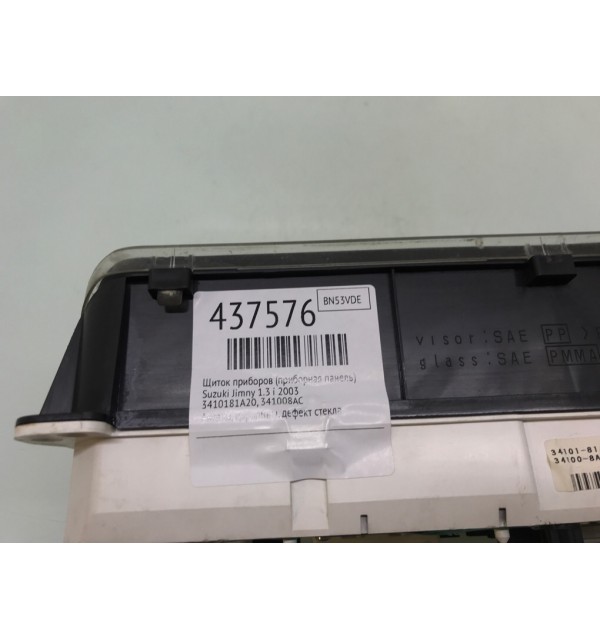 437576
BN53VDE
Щиток приборов (приборная панель)
Suzuki Jimny 1.3 i 2003
3410181A20, 341008AC
дефект стекла
visor:SAE PP
glass:SAE PMMA
34101-81
34100-8A